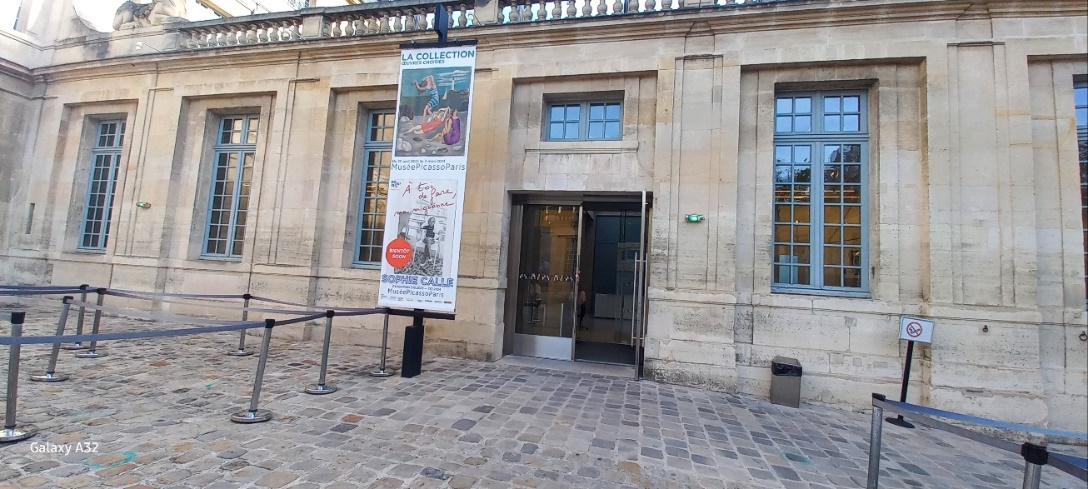 LA COLLECTION
ŒUVRES CHOISIES
MuséePicassoParis
À toi
de faire,
ma mignonne
BIENTÔT
SOON
SOPHIE CALLE
MuséePicassoParis
Galaxy A32